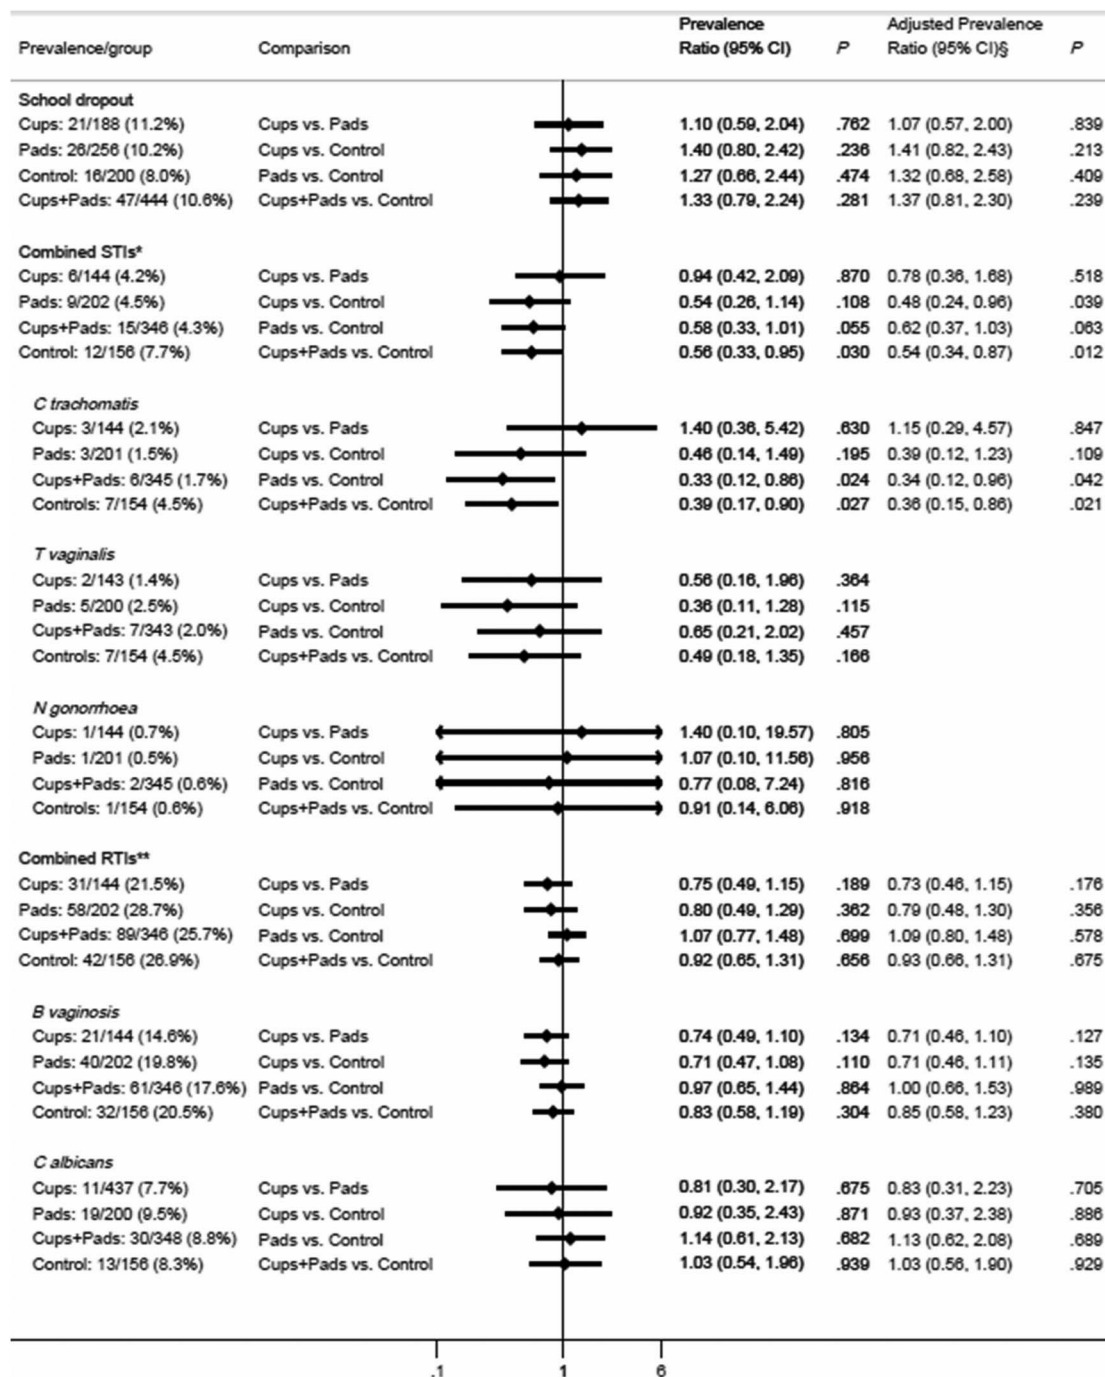 Prevalence/group Comparison Prevalence Ratio (95% CI) P Adjusted Prevalence Ratio (95% CI)§ P
School dropout
Cups: 21/188 (11.2%) Cups vs. Pads 1.10 (0.59, 2.04) .762 1.07 (0.57, 2.00) .839
Pads: 26/256 (10.2%) Cups vs. Control 1.40 (0.80, 2.42) .236 1.41 (0.82, 2.43) .213
Control: 16/200 (8.0%) Pads vs. Control 1.27 (0.66, 2.44) .474 1.32 (0.68, 2.58) .409
Cups+Pads: 47/444 (10.6%) Cups+Pads vs. Control 1.33 (0.79, 2.24) .281 1.37 (0.81, 2.30) .239
Combined STIs*
Cups: 6/144 (4.2%) Cups vs. Pads 0.94 (0.42, 2.09) .870 0.78 (0.36, 1.68) .518
Pads: 9/202 (4.5%) Cups vs. Control 0.54 (0.26, 1.14) .108 0.48 (0.24, 0.96) .039
Cups+Pads: 15/346 (4.3%) Pads vs. Control 0.58 (0.33, 1.01) .055 0.62 (0.37, 1.03) .063
Control: 12/156 (7.7%) Cups+Pads vs. Control 0.56 (0.33, 0.95) .030 0.54 (0.34, 0.87) .012
C trachomatis
Cups: 3/144 (2.1%) Cups vs. Pads 1.40 (0.36, 5.42) .630 1.15 (0.29, 4.57) .847
Pads: 3/201 (1.5%) Cups vs. Control 0.46 (0.14, 1.49) .195 0.39 (0.12, 1.23) .109
Cups+Pads: 6/345 (1.7%) Pads vs. Control 0.33 (0.12, 0.86) .024 0.34 (0.12, 0.96) .042
Controls: 7/154 (4.5%) Cups+Pads vs. Control 0.39 (0.17, 0.90) .027 0.36 (0.15, 0.86) .021
T vaginalis
Cups: 2/143 (1.4%) Cups vs. Pads 0.56 (0.16, 1.96) .364
Pads: 5/200 (2.5%) Cups vs. Control 0.36 (0.11, 1.28) .115
Cups+Pads: 7/343 (2.0%) Pads vs. Control 0.65 (0.21, 2.02) .457
Controls: 7/154 (4.5%) Cups+Pads vs. Control 0.49 (0.18, 1.35) .166
N gonorrhoea
Cups: 1/144 (0.7%) Cups vs. Pads 1.40 (0.10, 19.57) .805
Pads: 1/201 (0.5%) Cups vs. Control 1.07 (0.10, 11.56) .956
Cups+Pads: 2/345 (0.6%) Pads vs. Control 0.77 (0.08, 7.24) .816
Controls: 1/154 (0.6%) Cups+Pads vs. Control 0.91 (0.14, 6.06) .918
Combined RTIs**
Cups: 31/144 (21.5%) Cups vs. Pads 0.75 (0.49, 1.15) .189 0.73 (0.46, 1.15) .176
Pads: 58/202 (28.7%) Cups vs. Control 0.80 (0.49, 1.29) .362 0.79 (0.48, 1.30) .356
Cups+Pads: 89/346 (25.7%) Pads vs. Control 1.07 (0.77, 1.48) .699 1.09 (0.80, 1.48) .578
Control: 42/156 (26.9%) Cups+Pads vs. Control 0.92 (0.65, 1.31) .656 0.93 (0.66, 1.31) .675
B vaginosis
Cups: 21/144 (14.6%) Cups vs. Pads 0.74 (0.49, 1.10) .134 0.71 (0.46, 1.10) .127
Pads: 40/202 (19.8%) Cups vs. Control 0.71 (0.47, 1.08) .110 0.71 (0.46, 1.11) .135
Cups+Pads: 61/346 (17.6%) Pads vs. Control 0.97 (0.65, 1.44) .864 1.00 (0.66, 1.53) .989
Control: 32/156 (20.5%) Cups+Pads vs. Control 0.83 (0.58, 1.19) .304 0.85 (0.58, 1.23) .380
C albicans
Cups: 11/437 (7.7%) Cups vs. Pads 0.81 (0.30, 2.17) .675 0.83 (0.31, 2.23) .705
Pads: 19/200 (9.5%) Cups vs. Control 0.92 (0.35, 2.43) .871 0.93 (0.37, 2.38) .886
Cups+Pads: 30/348 (8.8%) Pads vs. Control 1.14 (0.61, 2.13) .682 1.13 (0.62, 2.08) .689
Control: 13/156 (8.3%) Cups+Pads vs. Control 1.03 (0.54, 1.96) .939 1.03 (0.56, 1.90) .929
.1 1 6